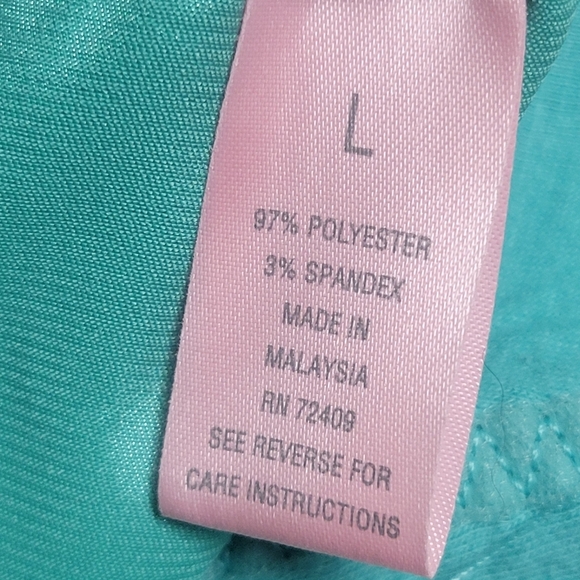 L
97% POLYESTER
3% SPANDEX
MADE IN
MALAYSIA
RN 72409
SEE REVERSE FOR
CARE INSTRUCTIONS